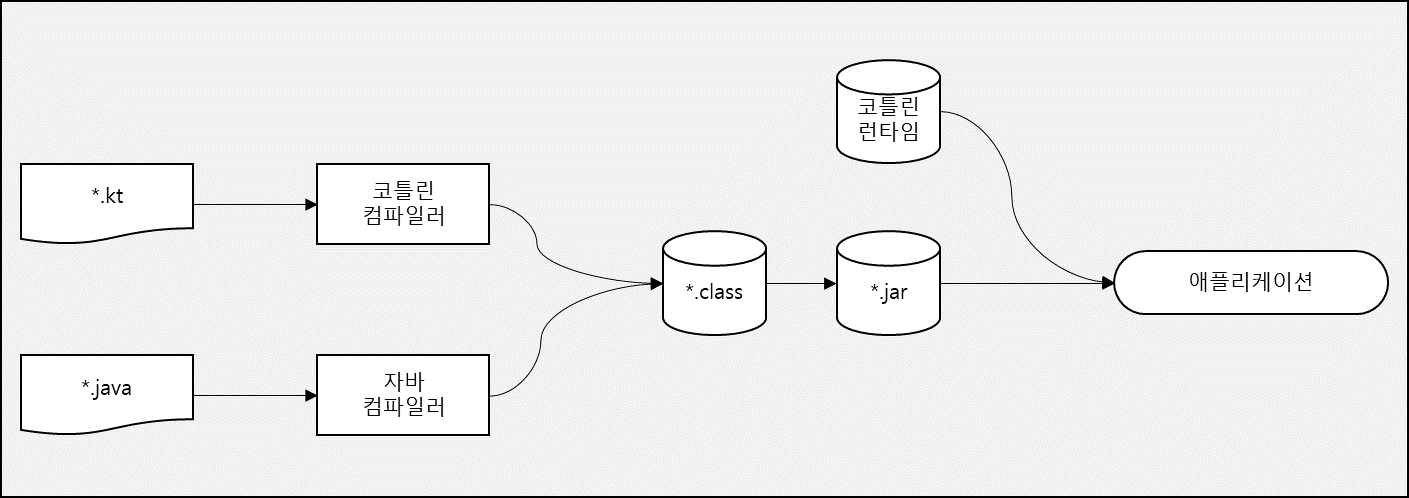 코틀린
런타임
*.kt
코틀린
컴파일러
*.class
*.jar
애플리케이션
*.java
자바
컴파일러